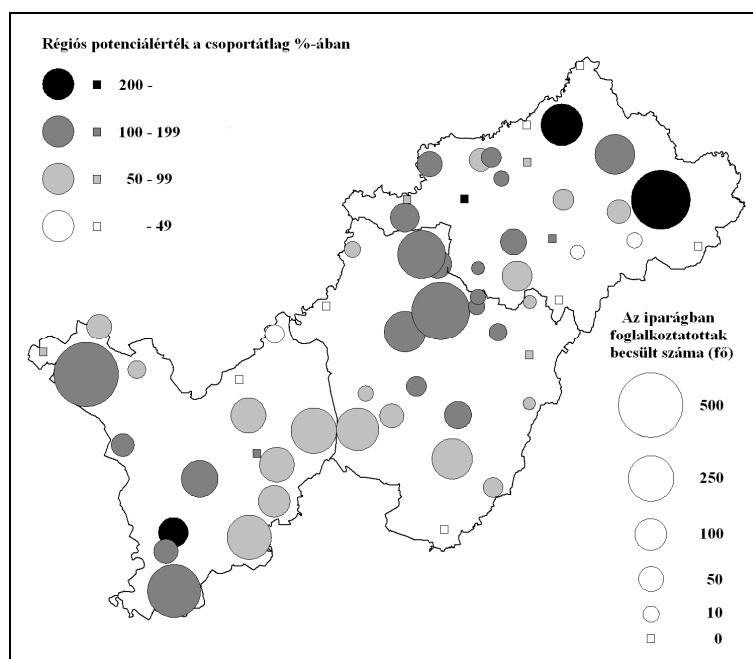 Régiós potenciálérték a csoportátlag %-ában
200 -
100 - 199
50 - 99
- 49
Az iparágban
foglalkoztatottak
becsült száma (fő)
500
250
100
50
10
0